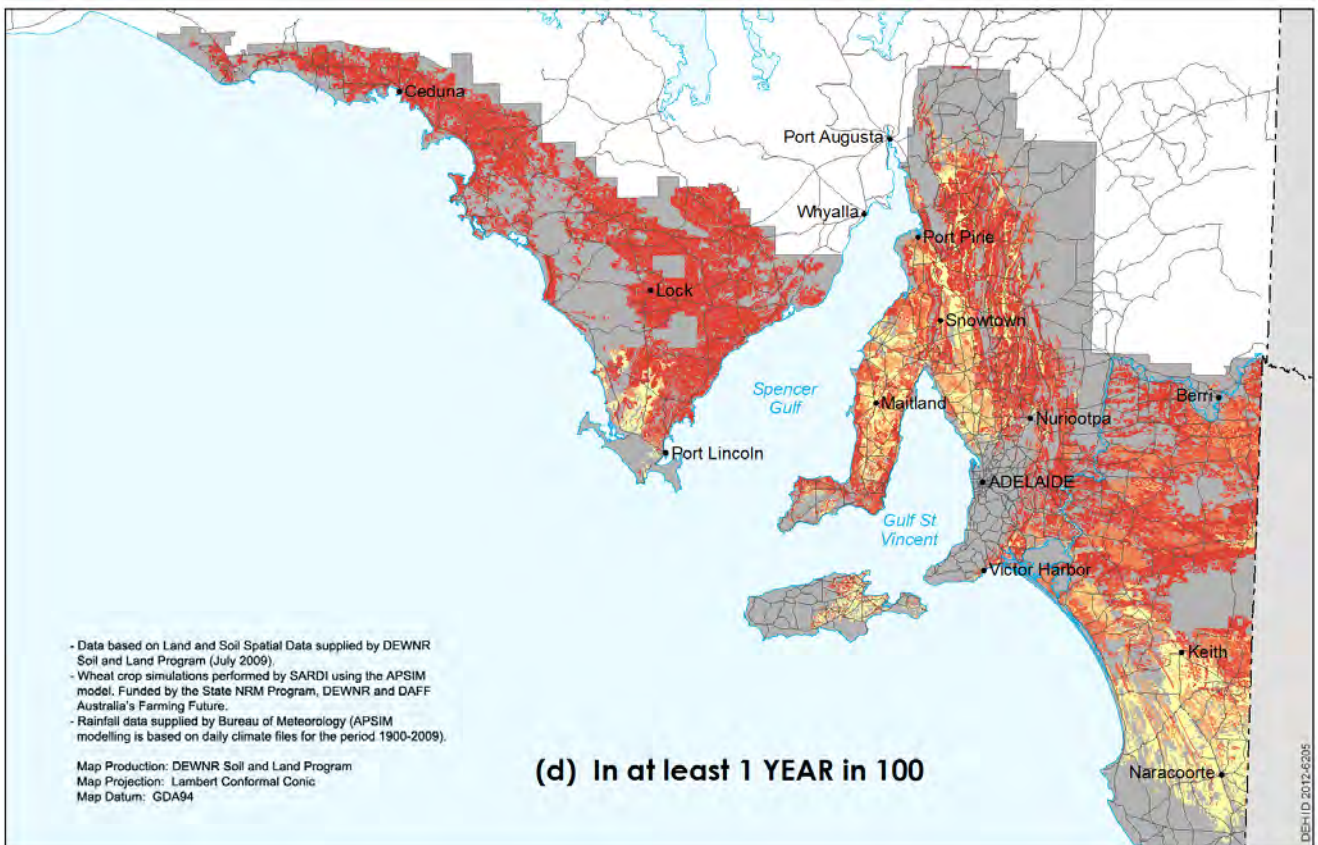 Ceduna
Port Augusta
Whyalla
Port Pirie
Lock
Snowtown
Spencer
Gulf
Maitland
Berri
Nuriootpa
Port Lincoln
ADELAIDE
Gulf St
Vincent
Victor Harbor
Keith
- Data based on Land and Soil Spatial Data supplied by DEWNR
Soil and Land Program (July 2009).
- Wheat crop simulations performed by SARDI using the APSIM
model. Funded by the State NRM Program, DEWNR and DAFF
Australia's Farming Future.
- Rainfall data supplied by Bureau of Meteorology (APSIM
modelling is based on daily climate files for the period 1900-2009).
Map Production: DEWNR Soil and Land Program
Map Projection: Lambert Conformal Conic
Map Datum: GDA94
(d) In at least 1 YEAR in 100
Naracoorte
DEHID 2012-6205